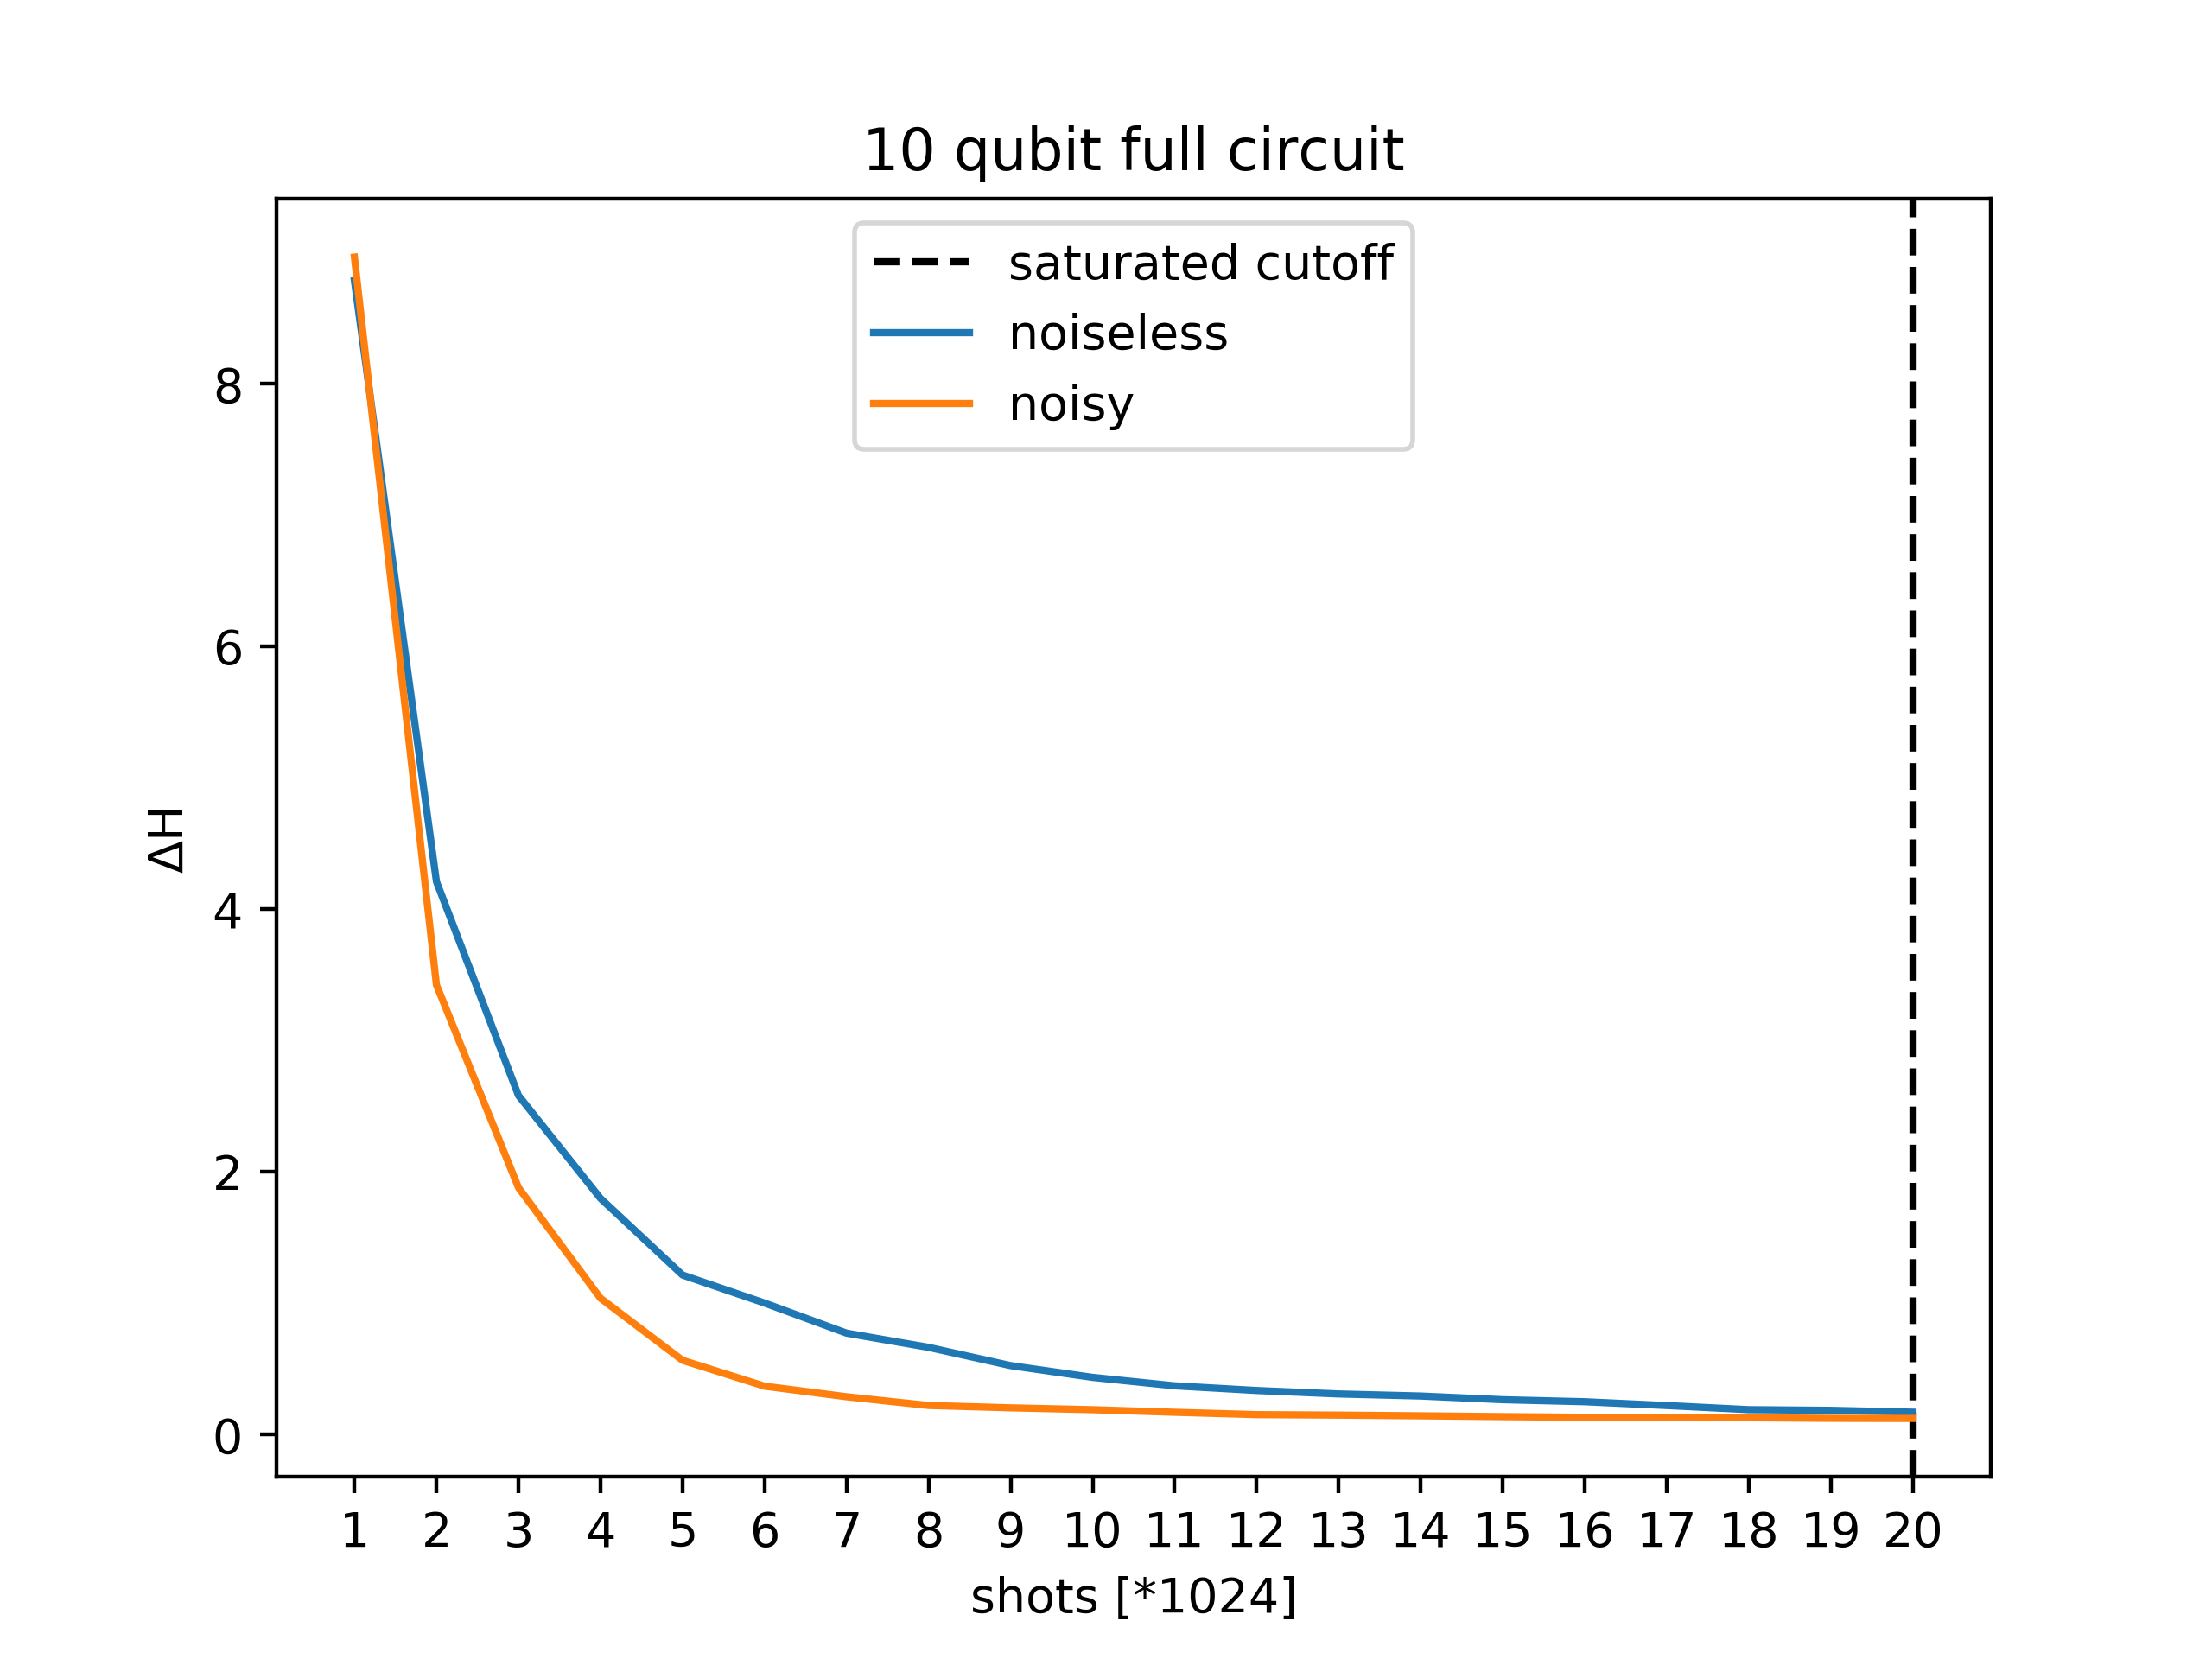 10 qubit full circuit
saturated cutoff
noiseless
noisy
8
6
4
2
0
ΔH
1 2 3 4 5 6 7 8 9 10 11 12 13 14 15 16 17 18 19 20
shots [*1024]